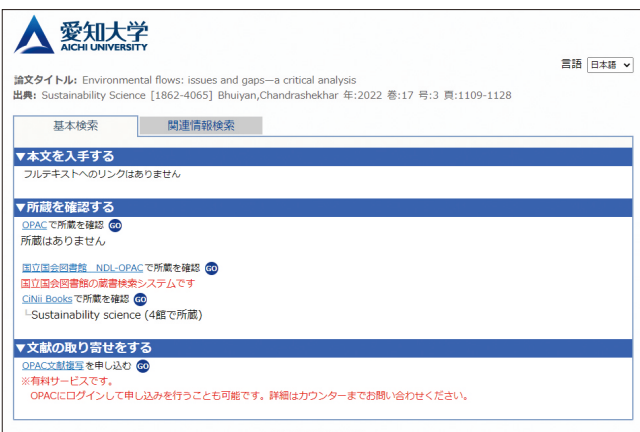 愛知大学
AICHI UNIVERSITY
言語 日本語
論文タイトル: Environmental flows: issues and gaps—a critical analysis
出典: Sustainability Science [1862-4065] Bhuiyan,Chandrashekhar 年:2022 巻:17 号:3 頁:1109-1128
基本検索 関連情報検索
▼本文を入手する
フルテキストへのリンクはありません
▼所蔵を確認する
OPACで所蔵を確認 GO
所蔵はありません
国立国会図書館 NDL-OPACで所蔵を確認 GO
国立国会図書館の蔵書検索システムです
CiNii Booksで所蔵を確認 GO
└Sustainability science (4館で所蔵)
▼文献の取り寄せをする
OPAC文献複写を申し込む GO
※有料サービスです。
OPACにログインして申し込みを行うことも可能です。詳細はカウンターまでお問い合わせください。